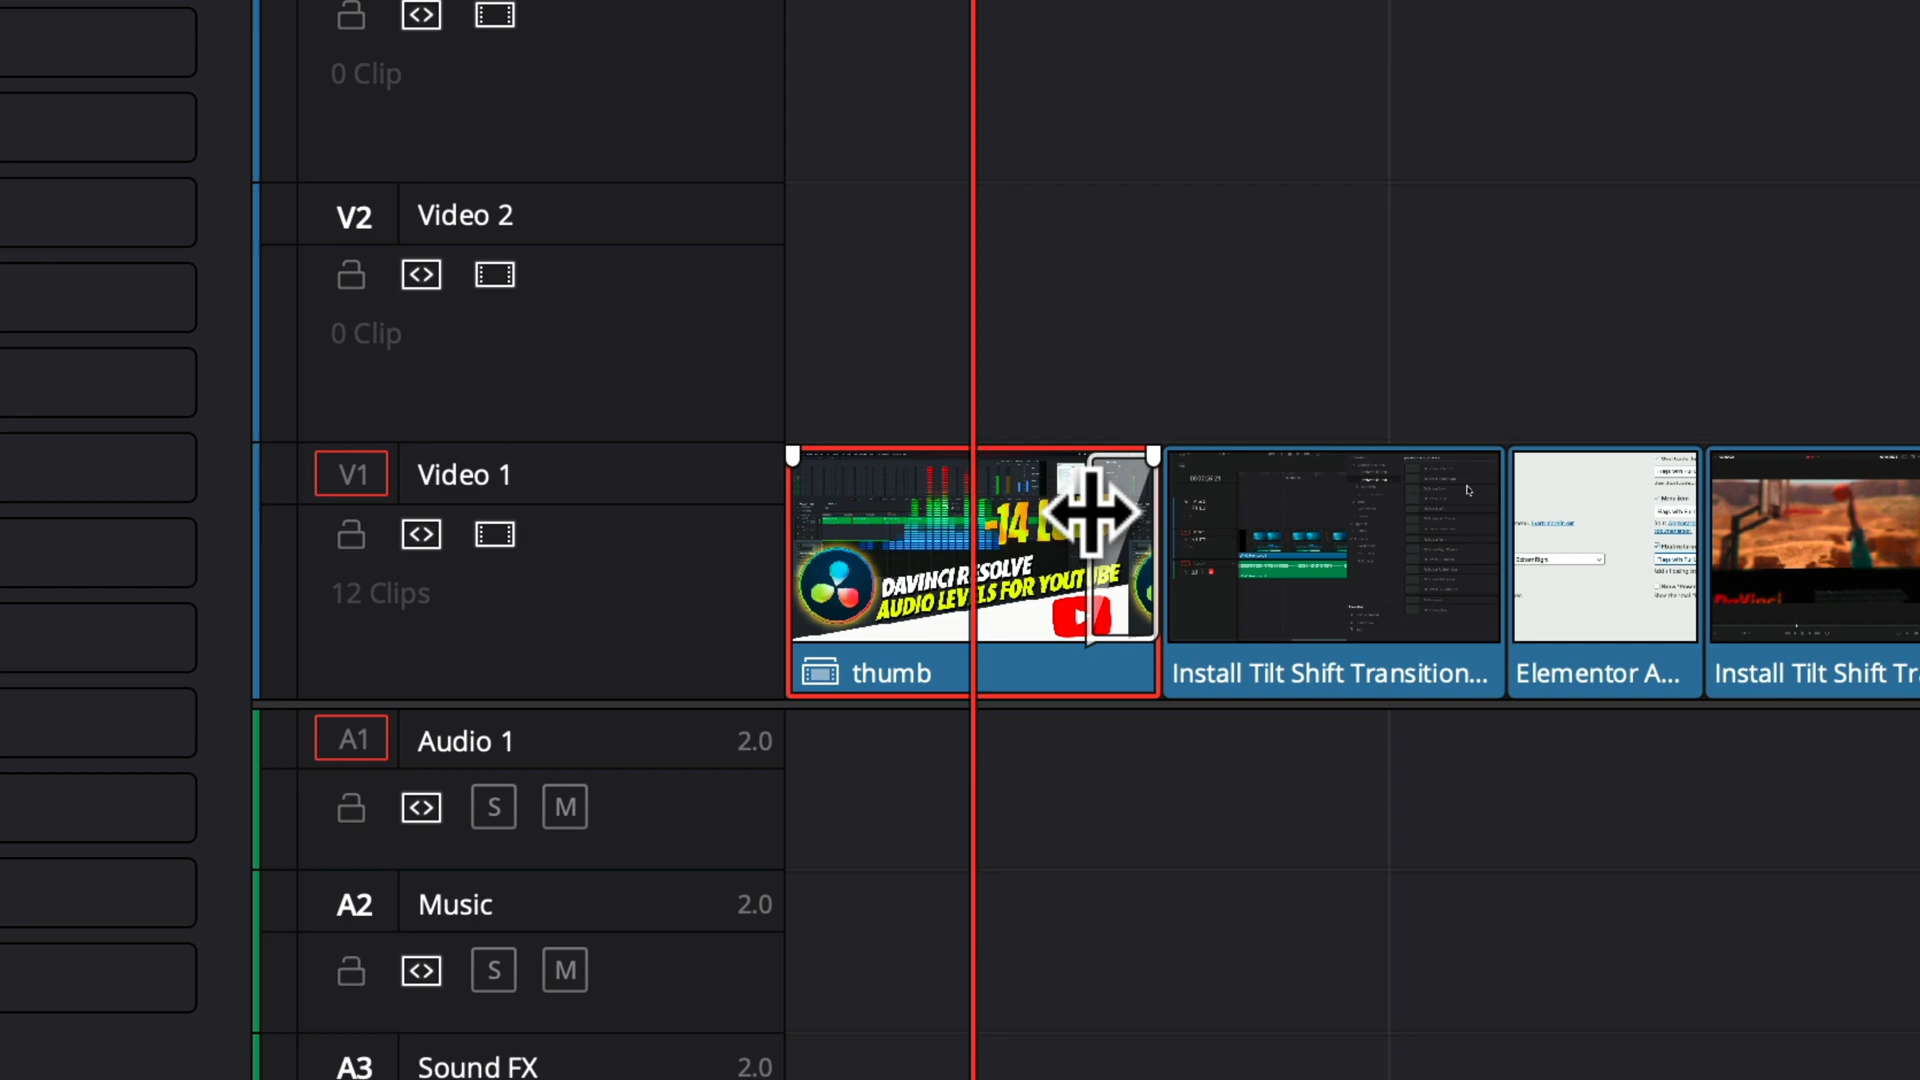 0 Clip
V2 Video 2
0 Clip
V1 Video 1
12 Clips
-14 L
DAVINCI RESOLVE
AUDIO LEVELS FOR YOUTUBE
DaVinci
thumb
Install Tilt Shift Transition...
Elementor A...
Install Tilt Shift Tr
A1 Audio 1 2.0
S M
A2 Music 2.0
S M
A3 Sound FX 2.0